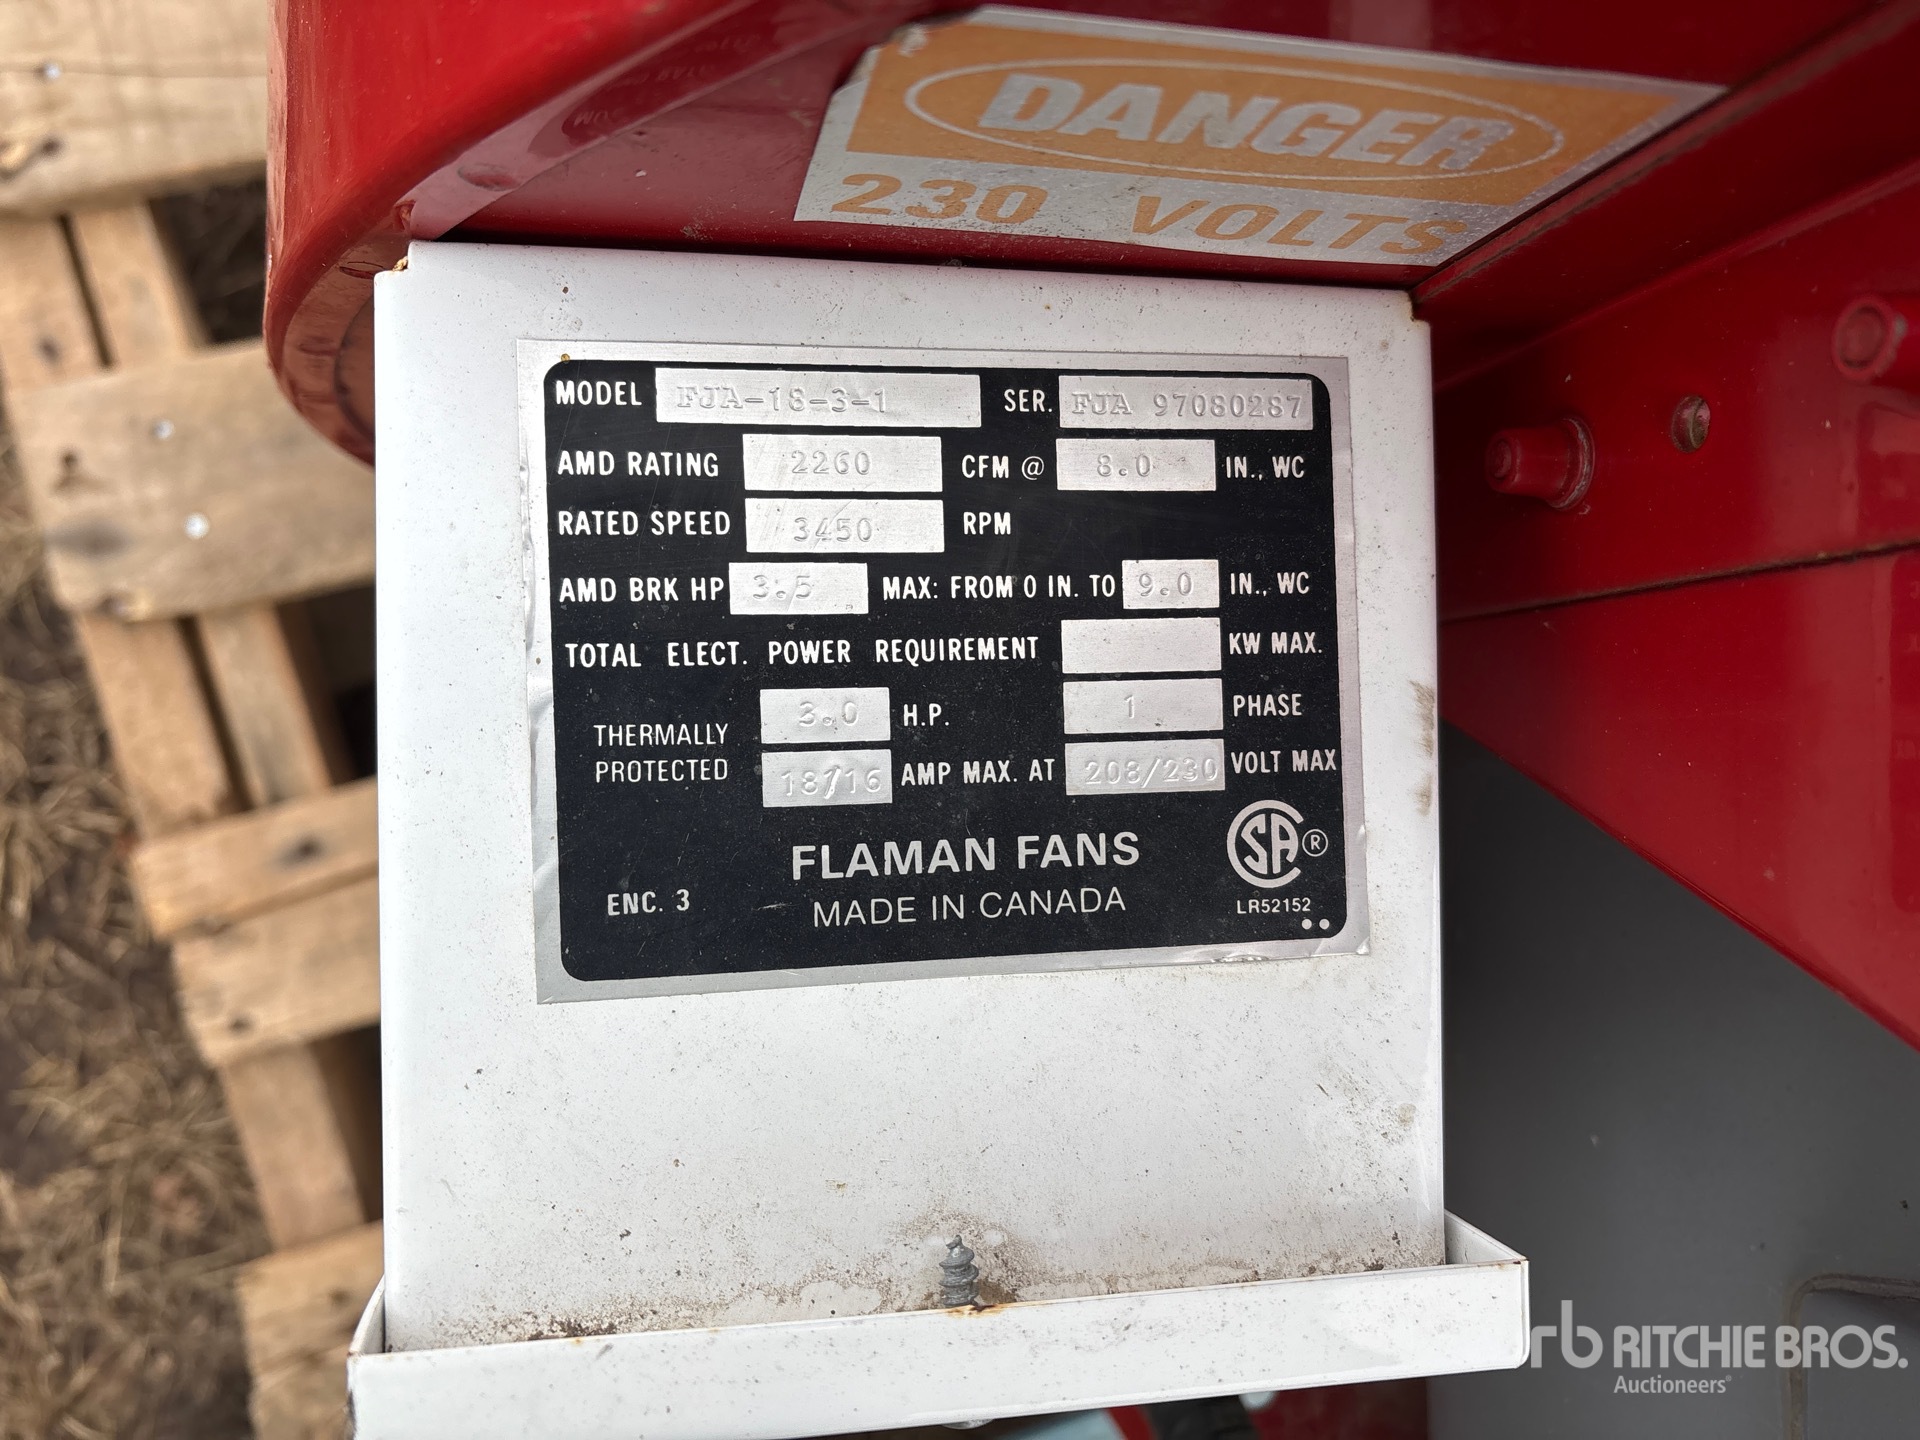 DANGER
230 VOLTS
MODEL FJA-18-3-1 SER. FJA 97080287
AMD RATING 2260 CFM @ 8.0 IN., WC
RATED SPEED 3450 RPM
AMD BRK HP 3.5 MAX: FROM 0 IN. TO 9.0 IN., WC
TOTAL ELECT. POWER REQUIREMENT KW MAX.
THERMALLY PROTECTED
3.0 H.P. 1 PHASE
18/16 AMP MAX. AT 208/230 VOLT MAX
FLAMAN FANS
MADE IN CANADA
ENC. 3
CSA ®
LR52152
rb RITCHIE BROS.
Auctioneers